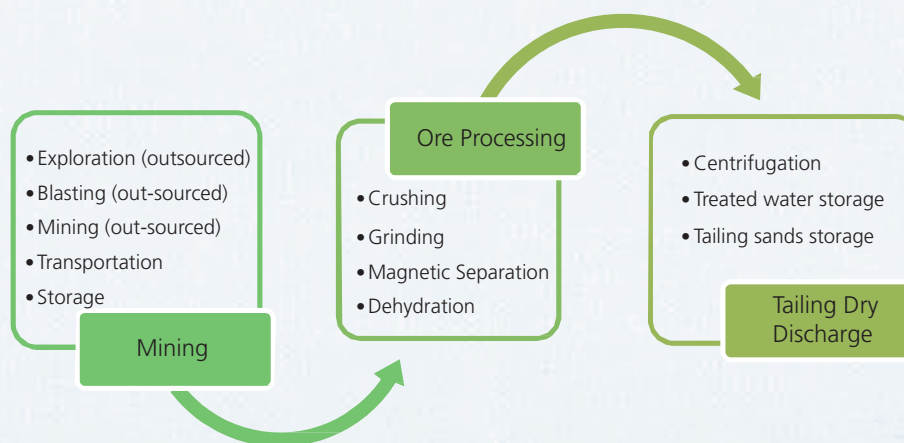 • Exploration (outsourced)
• Blasting (out-sourced)
• Mining (out-sourced)
• Transportation
• Storage
Mining
Ore Processing
• Crushing
• Grinding
• Magnetic Separation
• Dehydration
• Centrifugation
• Treated water storage
• Tailing sands storage
Tailing Dry
Discharge